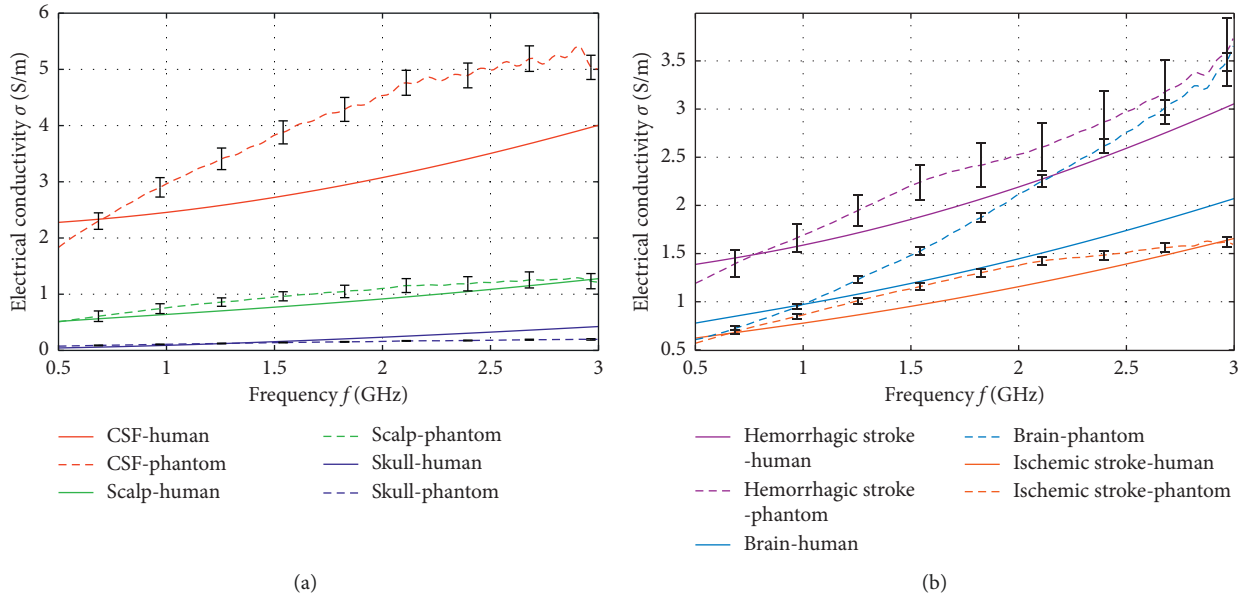 6
5
4
3
2
1
0
Electrical conductivity σ (S/m)
0.5 1 1.5 2 2.5 3
Frequency f (GHz)
CSF-human
CSF-phantom
Scalp-human
Scalp-phantom
Skull-human
Skull-phantom
(a)
3.5
3
2.5
2
1.5
1
0.5
Electrical conductivity σ (S/m)
0.5 1 1.5 2 2.5 3
Frequency f (GHz)
Hemorrhagic stroke
-human
Hemorrhagic stroke
-phantom
Brain-human
Brain-phantom
Ischemic stroke-human
Ischemic stroke-phantom
(b)